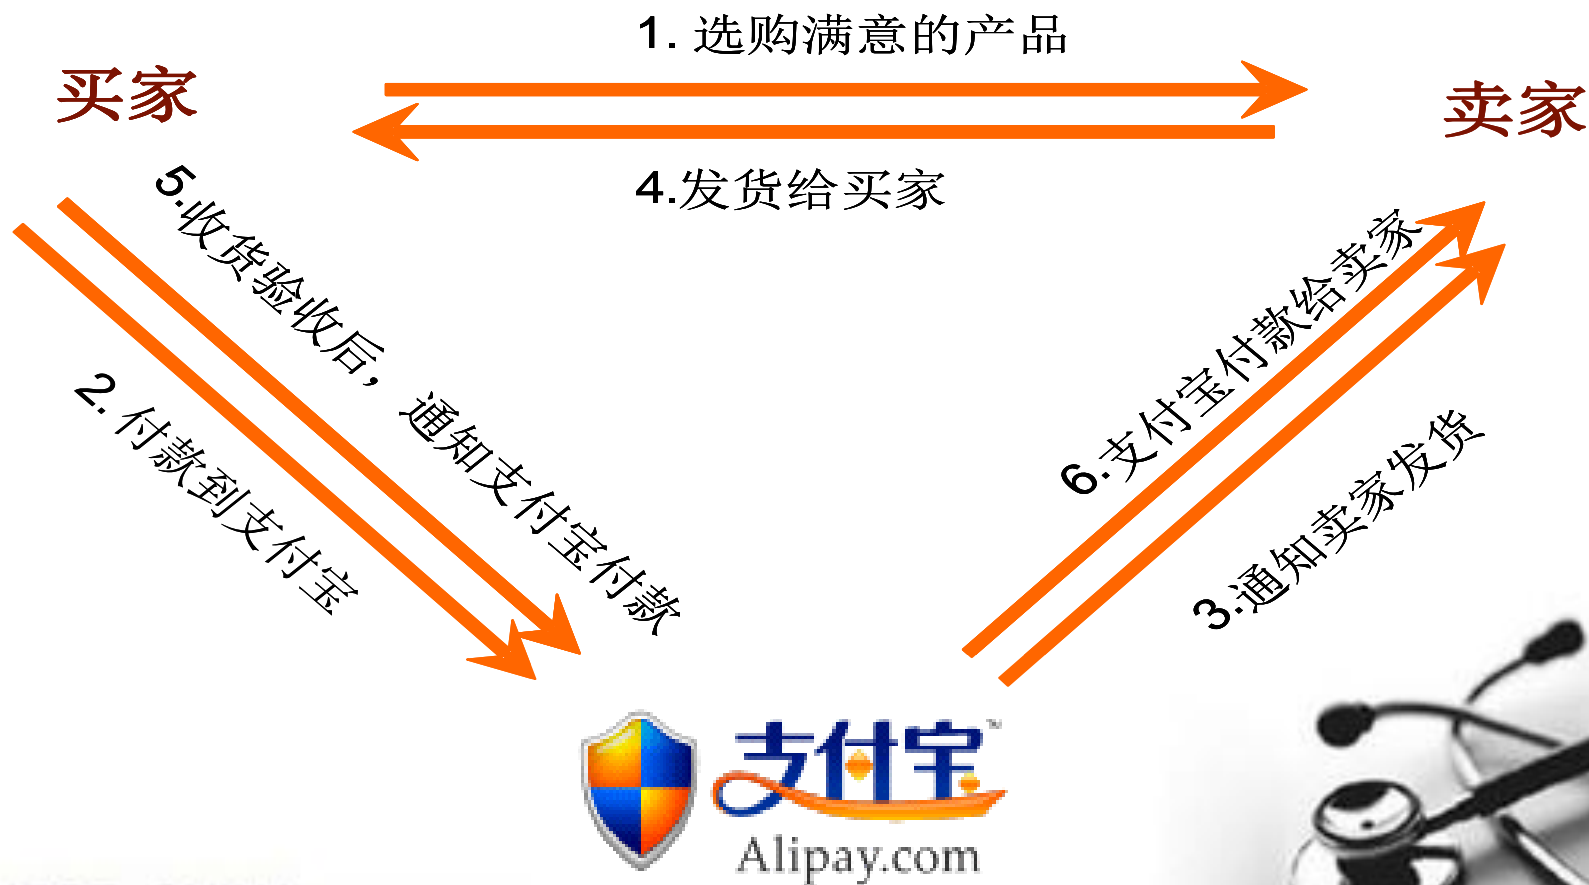 1. 选购满意的产品
买家
卖家
4.发货给买家
5.收货验收后，通知支付宝付款
2. 付款到支付宝
6.支付宝付款给卖家
3.通知卖家发货
支付宝™
Alipay.com